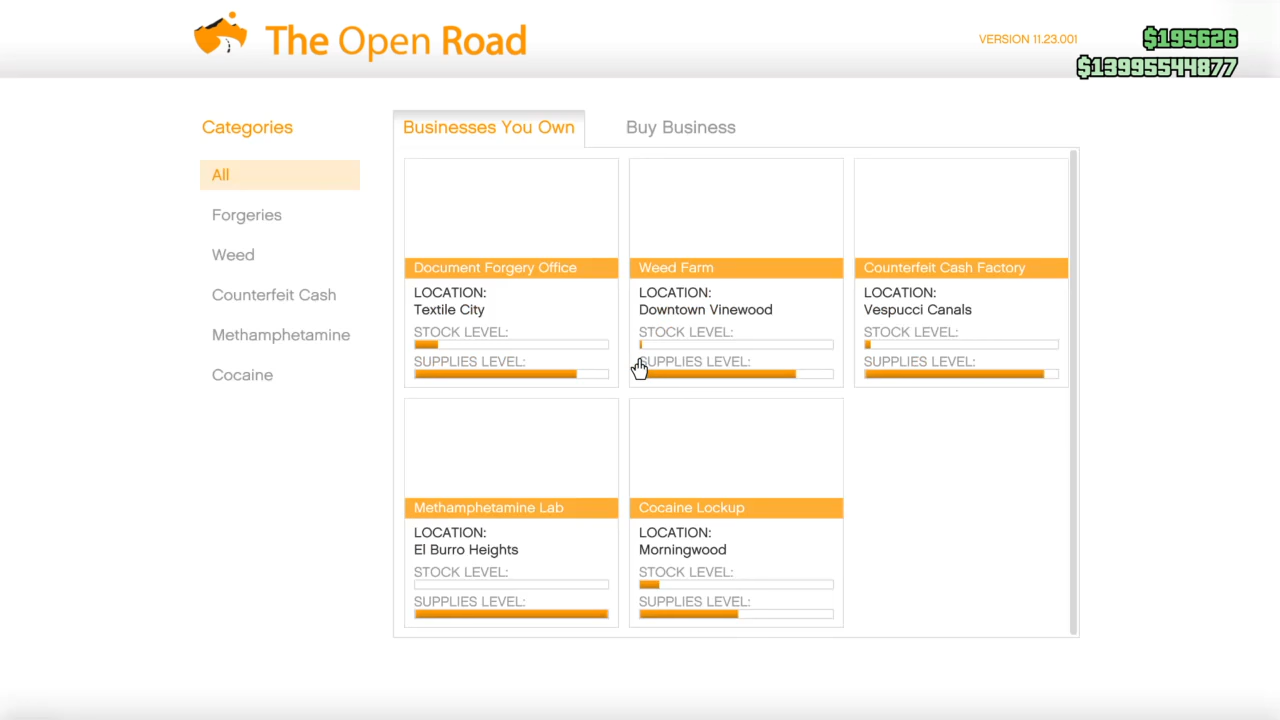 The Open Road
VERSION 11.23.001
$195626
$13995544877
Categories
All
Forgeries
Weed
Counterfeit Cash
Methamphetamine
Cocaine
Businesses You Own
Buy Business
Document Forgery Office
LOCATION:
Textile City
STOCK LEVEL:
SUPPLIES LEVEL:
Weed Farm
LOCATION:
Downtown Vinewood
STOCK LEVEL:
SUPPLIES LEVEL:
Counterfeit Cash Factory
LOCATION:
Vespucci Canals
STOCK LEVEL:
SUPPLIES LEVEL:
Methamphetamine Lab
LOCATION:
El Burro Heights
STOCK LEVEL:
SUPPLIES LEVEL:
Cocaine Lockup
LOCATION:
Morningwood
STOCK LEVEL:
SUPPLIES LEVEL: